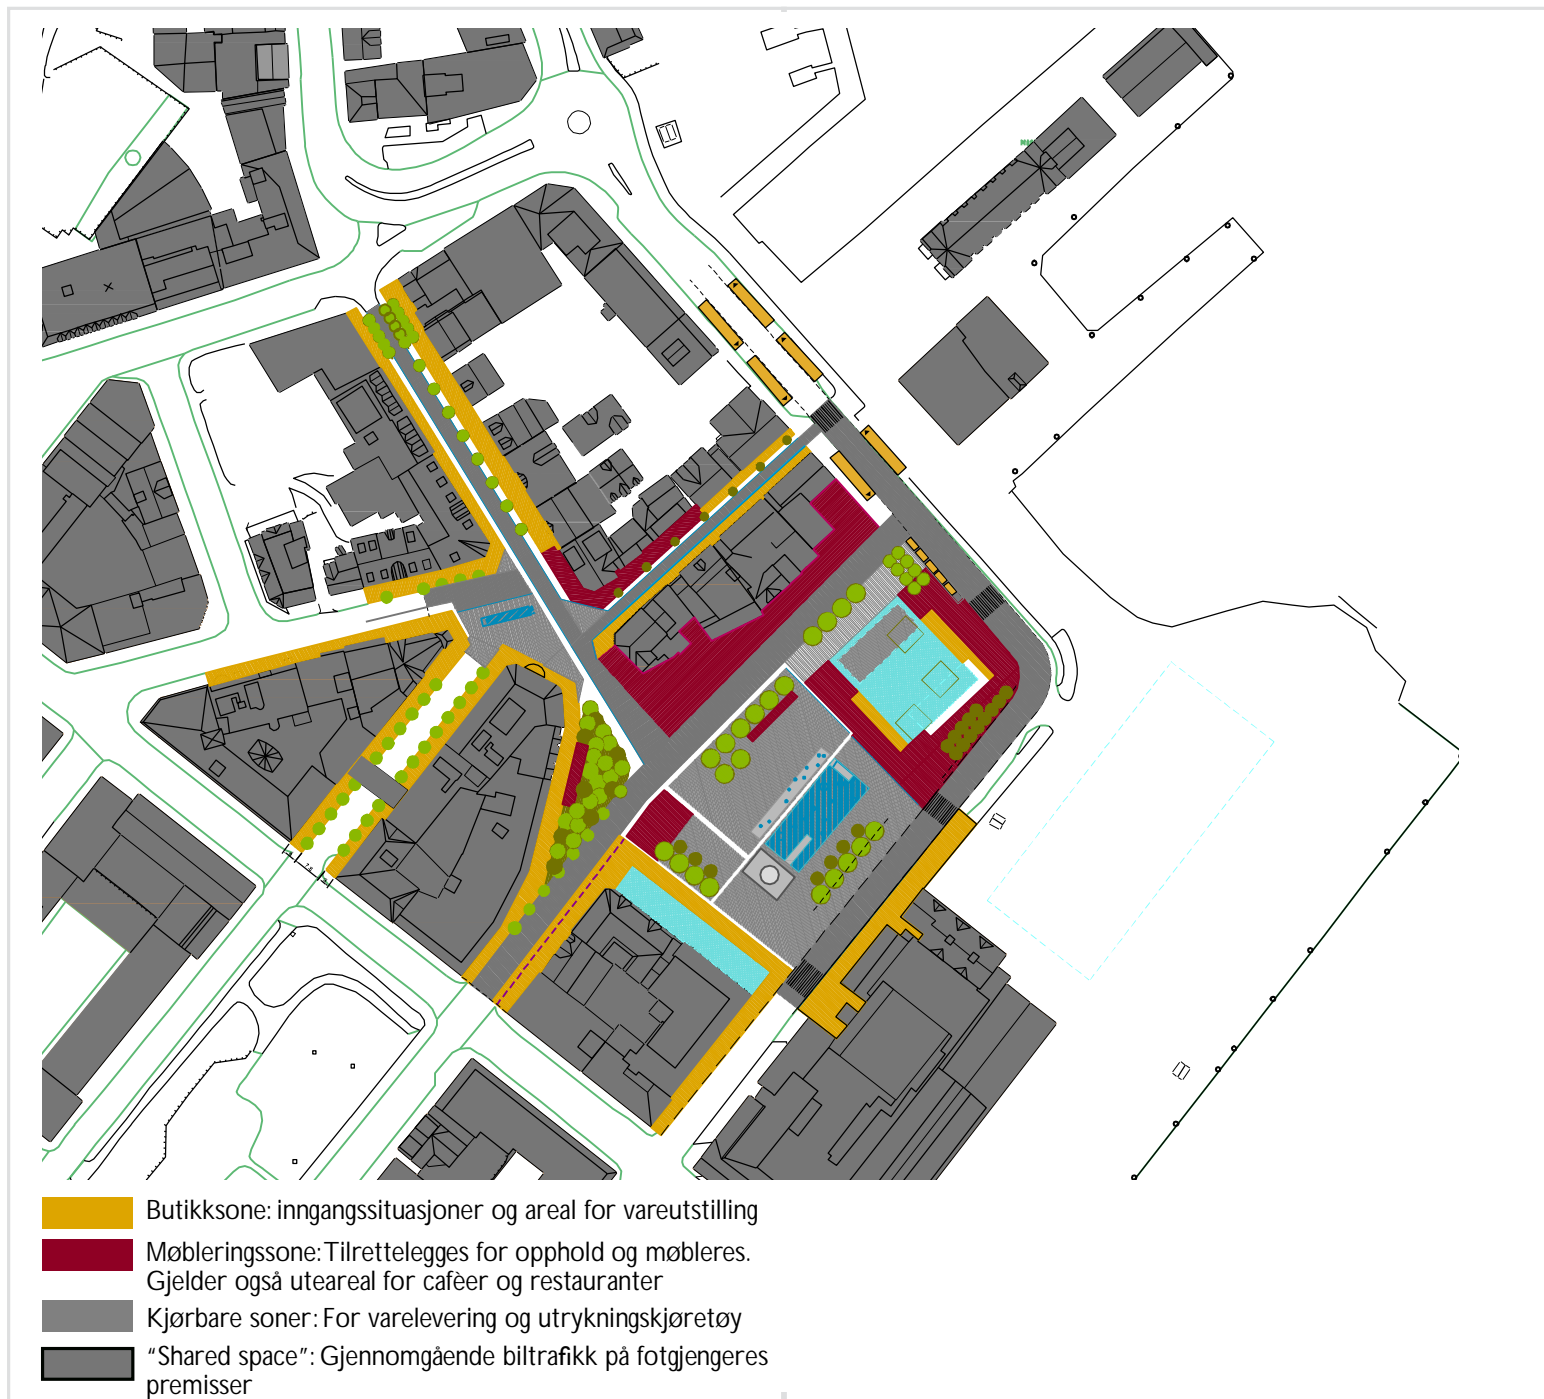 Butikksone: inngangssituasjoner og areal for vareutstilling
Møbleringssone: Tilrettelegges for opphold og møbleres.
Gjelder også uteareal for cafèer og restauranter
Kjørbare soner: For varelevering og utrykningskjøretøy
“Shared space”: Gjennomgående biltrafikk på fotgjengeres
premisser